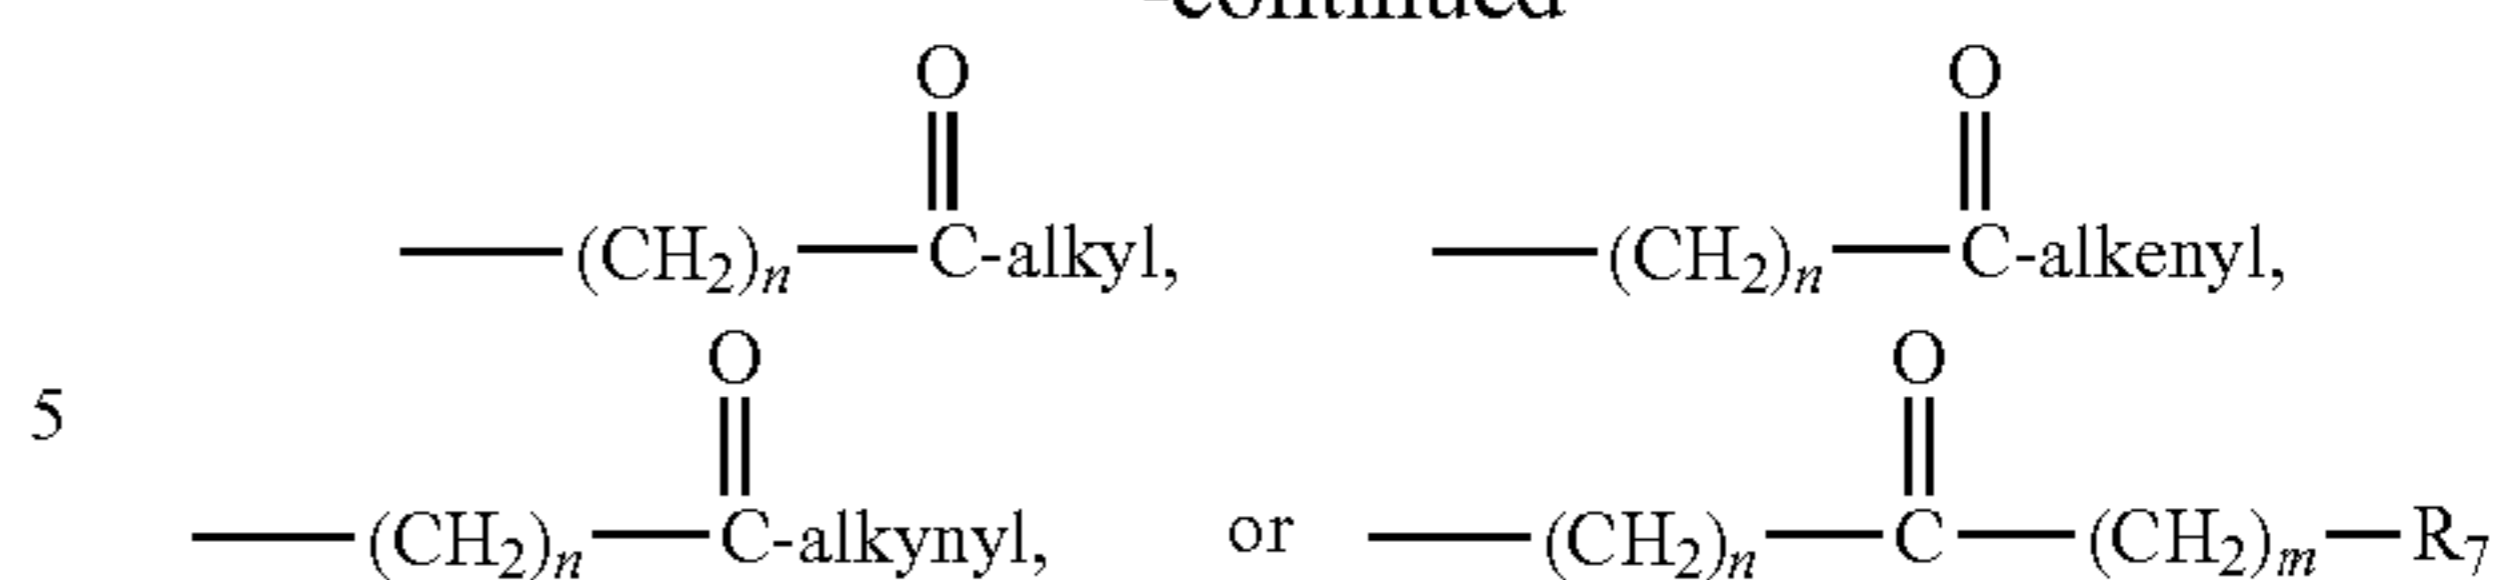 -continued
O O
—(CH2)n—C-alkyl, —(CH2)n—C-alkenyl,
O O
5
—(CH2)n—C-alkynyl, or —(CH2)n—C—(CH2)m—R7